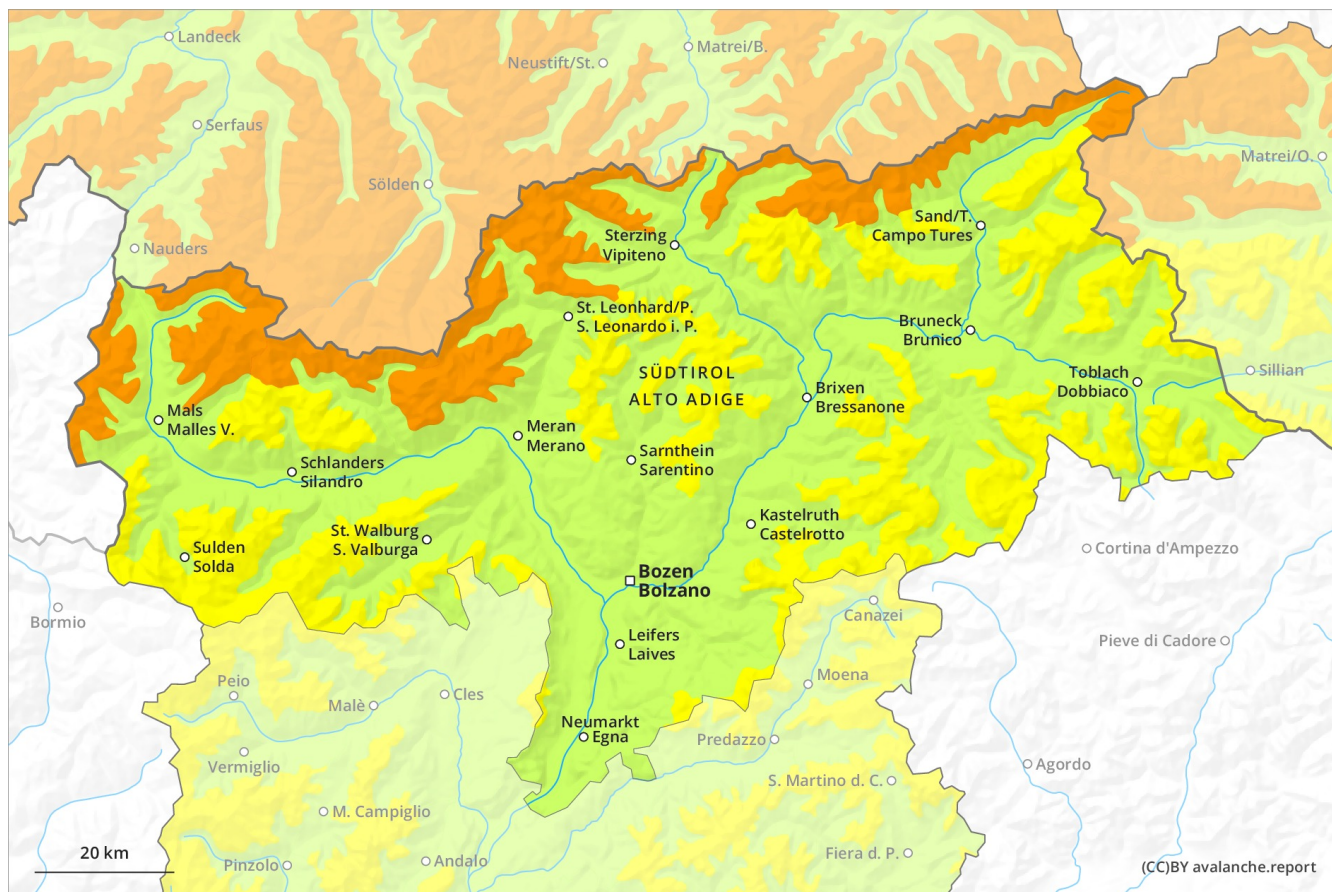 Landeck
Matrei/B.
Neustift/St.
Serfaus
Matrei/O.
Sölden
Sand/T.
Campo Tures
Sterzing
Vipiteno
Nauders
St. Leonhard/P.
S. Leonardo i. P.
Bruneck
Brunico
SÜDTIROL
ALTO ADIGE
Toblach
Dobbiaco
Sillian
Brixen
Bressanone
Mals
Malles V.
Meran
Merano
Sarnthein
Sarentino
Schlanders
Silandro
Kastelruth
Castelrotto
St. Walburg
S. Valburga
Sulden
Solda
Cortina d'Ampezzo
Bozen
Bolzano
Bormio
Canazei
Leifers
Laives
Pieve di Cadore
Peio
Moena
Cles
Malè
Neumarkt
Egna
Predazzo
Vermiglio
Agordo
S. Martino d. C.
M. Campiglio
20 km
Andalo
Fiera d. P.
Pinzolo
(CC)BY avalanche.report